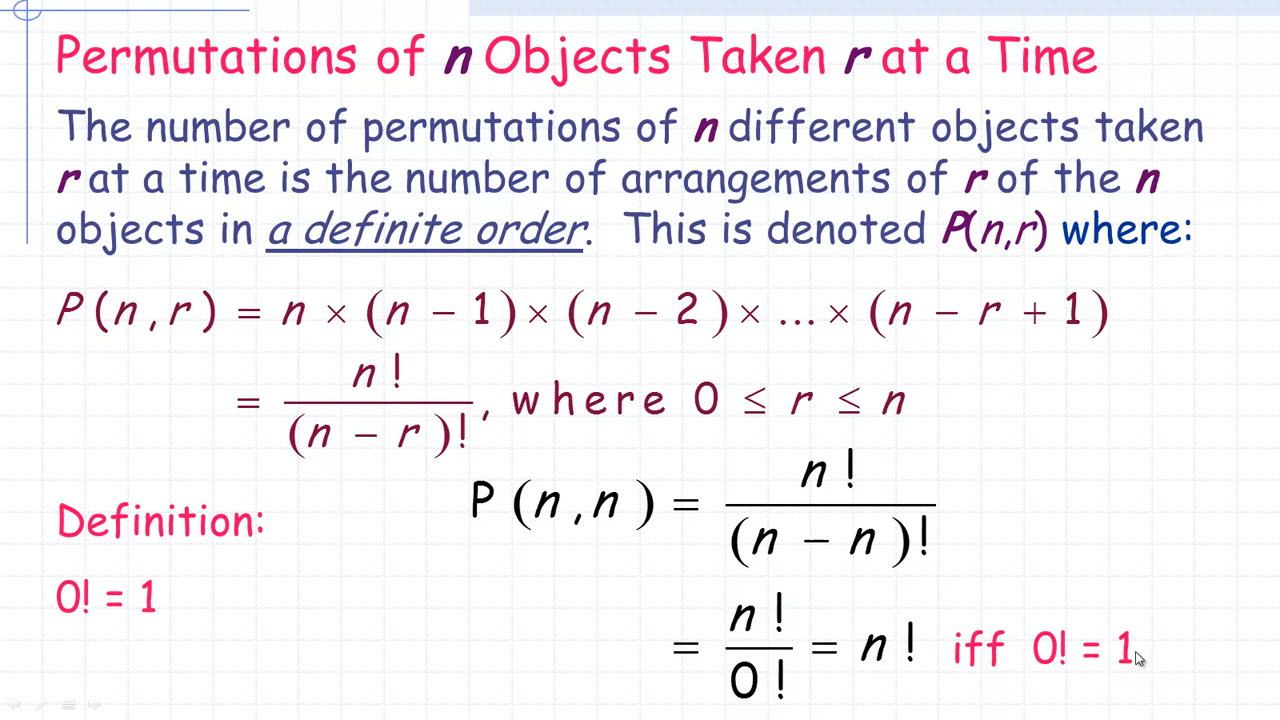 Permutations of n Objects Taken r at a Time
The number of permutations of n different objects taken
r at a time is the number of arrangements of r of the n
objects in a definite order. This is denoted P(n,r) where:
P(n,r) = n × (n − 1) × (n − 2) × ... × (n − r + 1)
= n! / (n − r)!, where 0 ≤ r ≤ n
P(n,n) = n! / (n − n)!
Definition:
0! = 1
= n! / 0! = n! iff 0! = 1